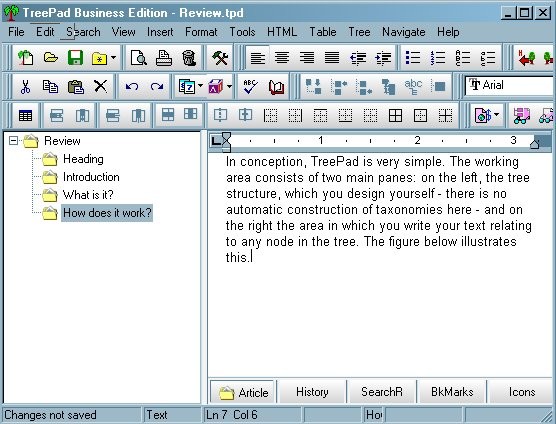 TreePad Business Edition - Review.tpd
File Edit Search View Insert Format Tools HTML Table Tree Navigate Help
abc
Arial
ABC
1 2 3
Review
Heading
Introduction
What is it?
How does it work?
In conception, TreePad is very simple. The working
area consists of two main panes: on the left, the tree
structure, which you design yourself - there is no
automatic construction of taxonomies here - and on
the right the area in which you write your text relating
to any node in the tree. The figure below illustrates
this.
Article History SearchR BkMarks Icons
Changes not saved Text Ln 7 Col 6